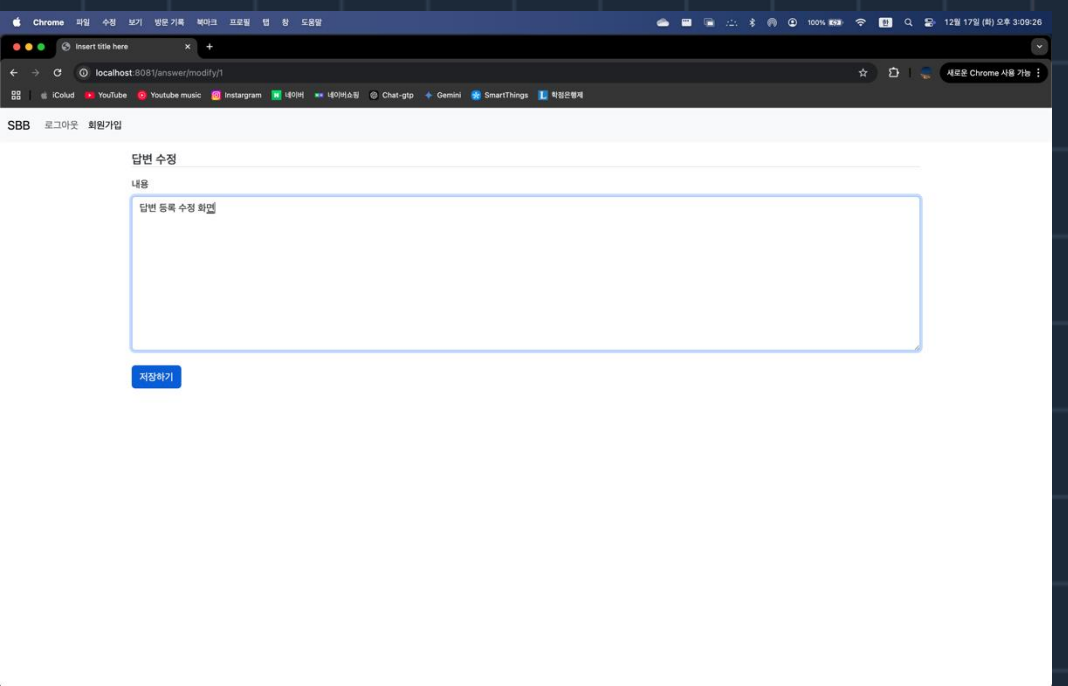 Chrome 파일 수정 보기 방문 기록 북마크 프로필 탭 창 도움말 100% 한 12월 17일 (화) 오후 3:09:26
Insert title here
localhost:8081/answer/modify/1 새로운 Chrome 사용 가능
iColud YouTube Youtube music Instargram 네이버 네이버쇼핑 Chat-gtp Gemini SmartThings L 학점은행제
SBB 로그아웃 회원가입
답변 수정
내용
답변 등록 수정 화면
저장하기